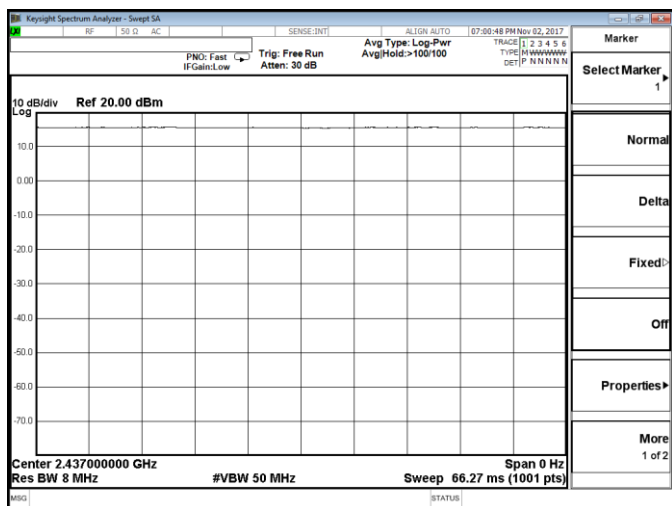 Keysight Spectrum Analyzer - Swept SA
RF 50 Ω AC SENSE:INT ALIGN AUTO 07:00:48 PM Nov 02, 2017
Marker
Avg Type: Log-Pwr TRACE 1 2 3 4 5 6
PNO: Fast Trig: Free Run Avg|Hold:>100/100 TYPE M WWWWW
IFGain:Low Atten: 30 dB DET P N N N N N
Select Marker
1
10 dB/div Ref 20.00 dBm
Log
10.0
Normal
0.00
Delta
-10.0
-20.0
Fixed
-30.0
-40.0
Off
-50.0
-60.0
Properties
-70.0
More
1 of 2
Center 2.437000000 GHz Span 0 Hz
Res BW 8 MHz #VBW 50 MHz Sweep 66.27 ms (1001 pts)
MSG STATUS